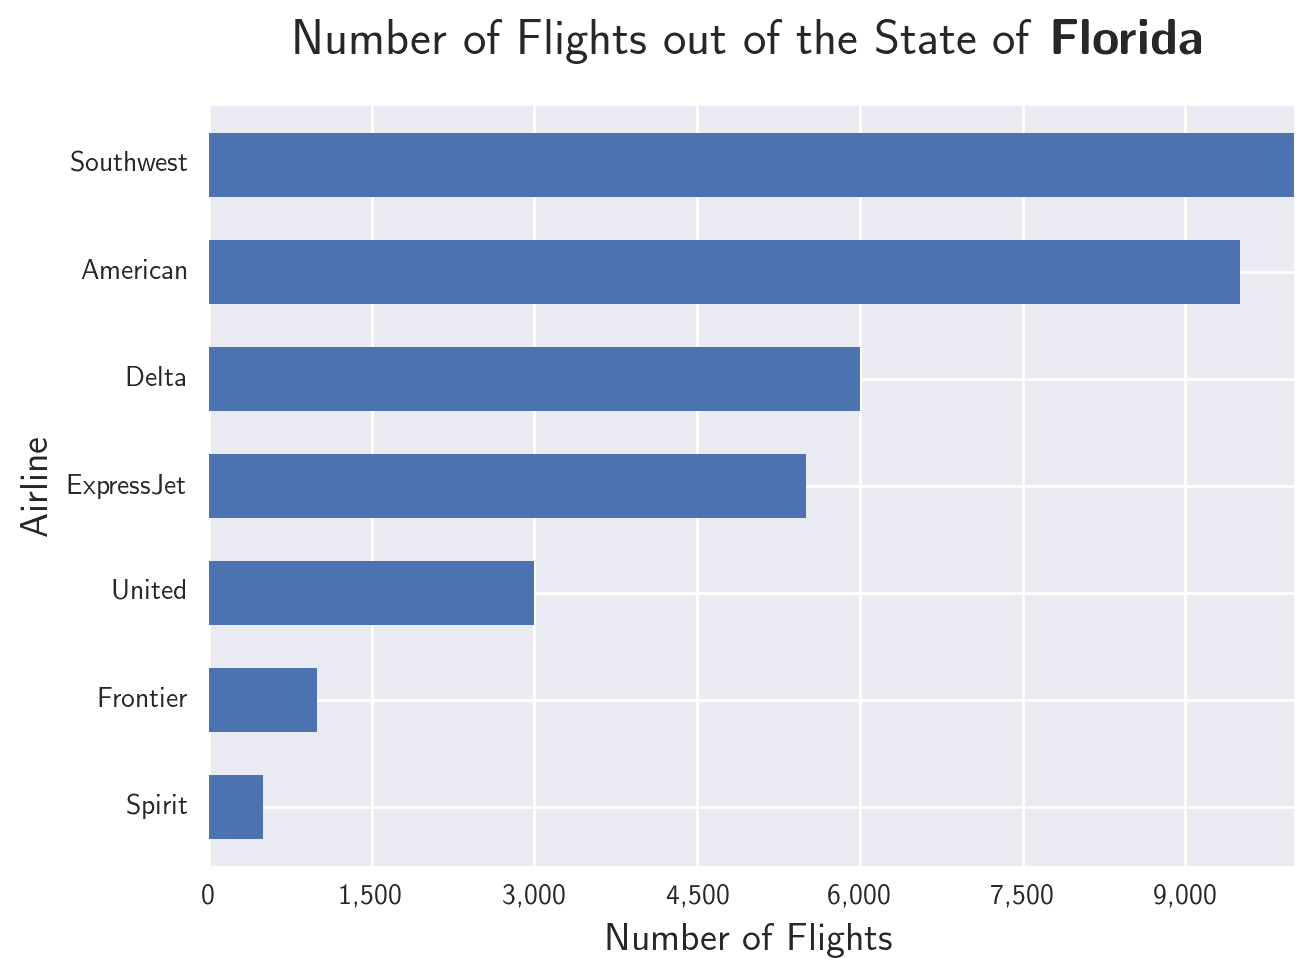 Number of Flights out of the State of Florida
Southwest
American
Delta
ExpressJet
United
Frontier
Spirit
Airline
0 1,500 3,000 4,500 6,000 7,500 9,000
Number of Flights